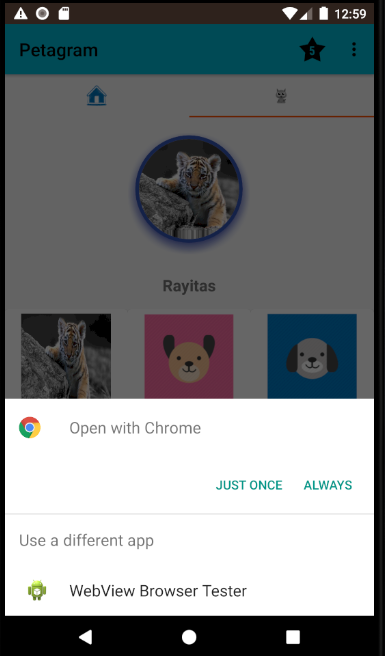 12:59
Petagram
5
Rayitas
Open with Chrome
JUST ONCE ALWAYS
Use a different app
WebView Browser Tester